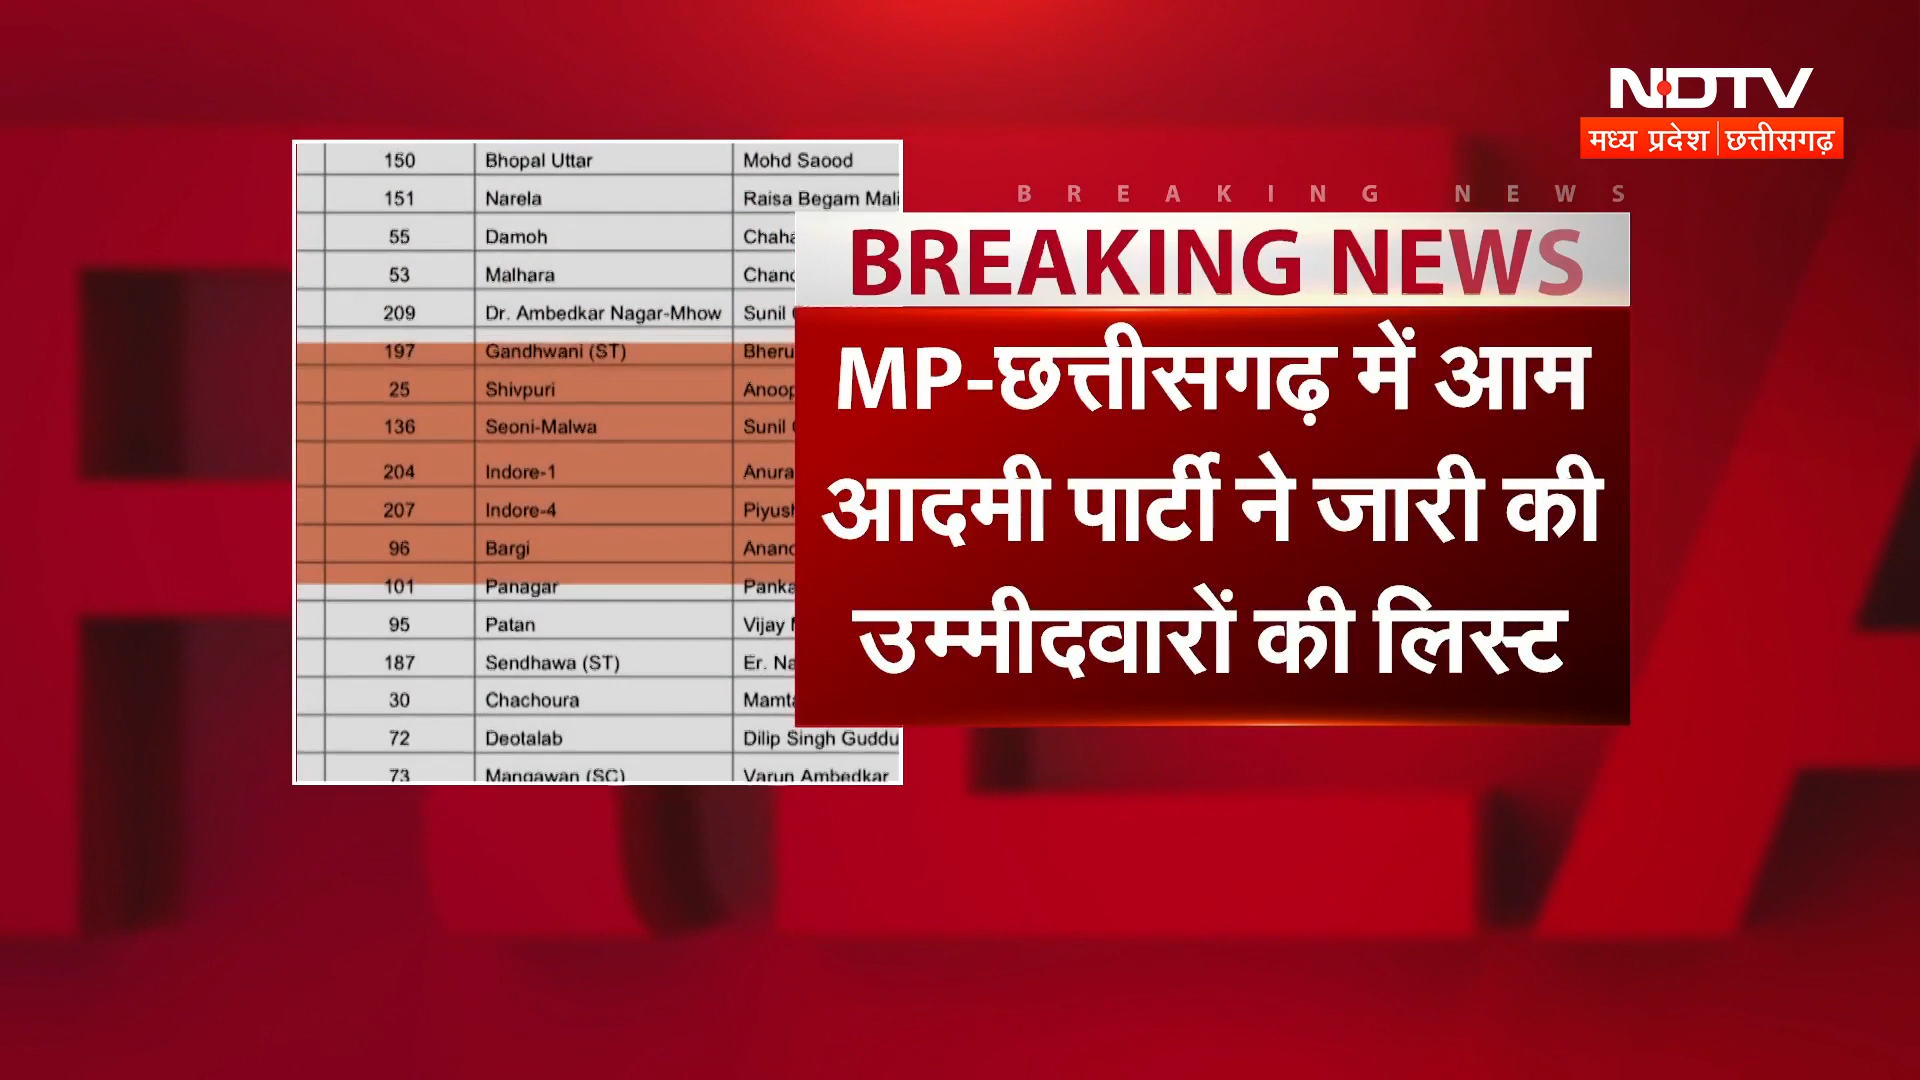 NDTV
मध्य प्रदेश | छत्तीसगढ़
BREAKING NEWS
BREAKING NEWS
MP-छत्तीसगढ़ में आम
आदमी पार्टी ने जारी की
उम्मीदवारों की लिस्ट
150 Bhopal Uttar Mohd Saood
151 Narela Raisa Begam
55 Damoh
53 Malhara
209 Dr. Ambedkar Nagar-Mhow Sunil
197 Gandhwani (ST)
25 Shivpuri
136 Seoni-Malwa Sunil
204 Indore-1
207 Indore-4
96 Bargi
101 Panagar
95 Patan Vijay
187 Sendhawa (ST) Er.
30 Chachoura
72 Deotalab Dilip Singh Guddu
73 Mangawan (SC) Varun Ambedkar